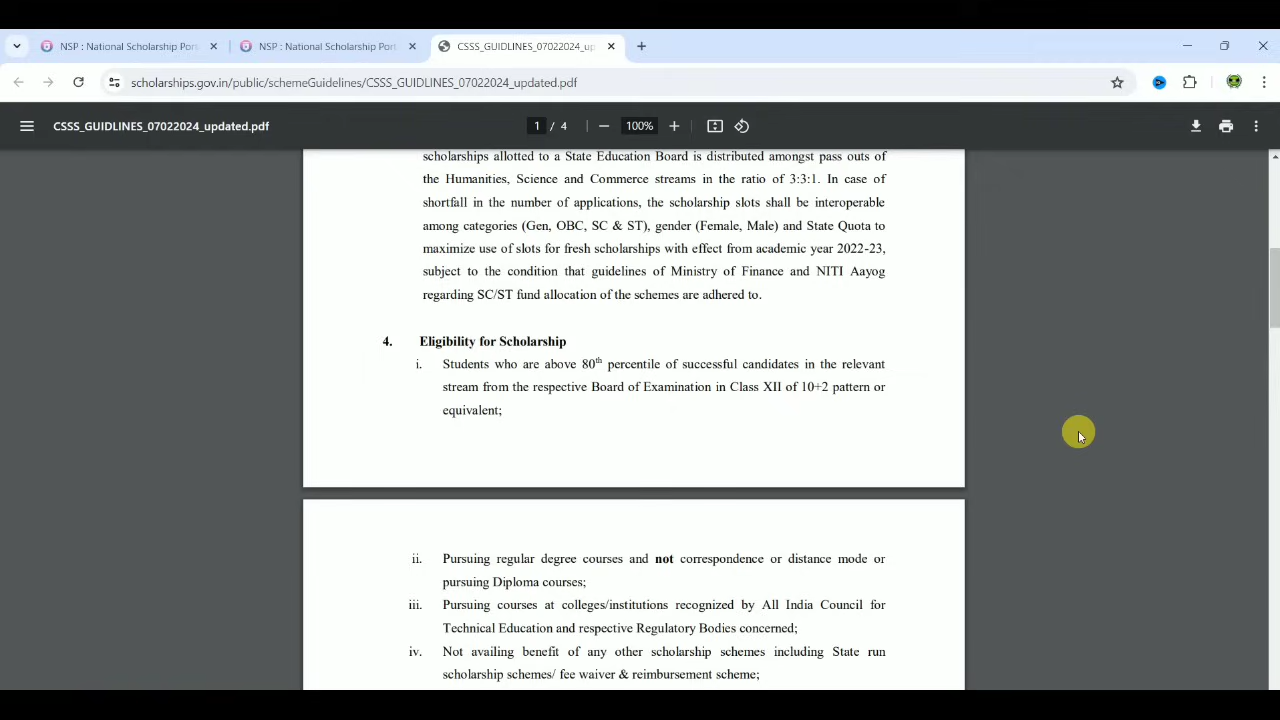 NSP : National Scholarship Port
NSP : National Scholarship Port
CSSS_GUIDLINES_07022024_up
scholarships.gov.in/public/schemeGuidelines/CSSS_GUIDLINES_07022024_updated.pdf
CSSS_GUIDLINES_07022024_updated.pdf
1 / 4
100%
scholarships allotted to a State Education Board is distributed amongst pass outs of
the Humanities, Science and Commerce streams in the ratio of 3:3:1. In case of
shortfall in the number of applications, the scholarship slots shall be interoperable
among categories (Gen, OBC, SC & ST), gender (Female, Male) and State Quota to
maximize use of slots for fresh scholarships with effect from academic year 2022-23,
subject to the condition that guidelines of Ministry of Finance and NITI Aayog
regarding SC/ST fund allocation of the schemes are adhered to.
4. Eligibility for Scholarship
i. Students who are above 80th percentile of successful candidates in the relevant
stream from the respective Board of Examination in Class XII of 10+2 pattern or
equivalent;
ii. Pursuing regular degree courses and not correspondence or distance mode or
pursuing Diploma courses;
iii. Pursuing courses at colleges/institutions recognized by All India Council for
Technical Education and respective Regulatory Bodies concerned;
iv. Not availing benefit of any other scholarship schemes including State run
scholarship schemes/ fee waiver & reimbursement scheme;